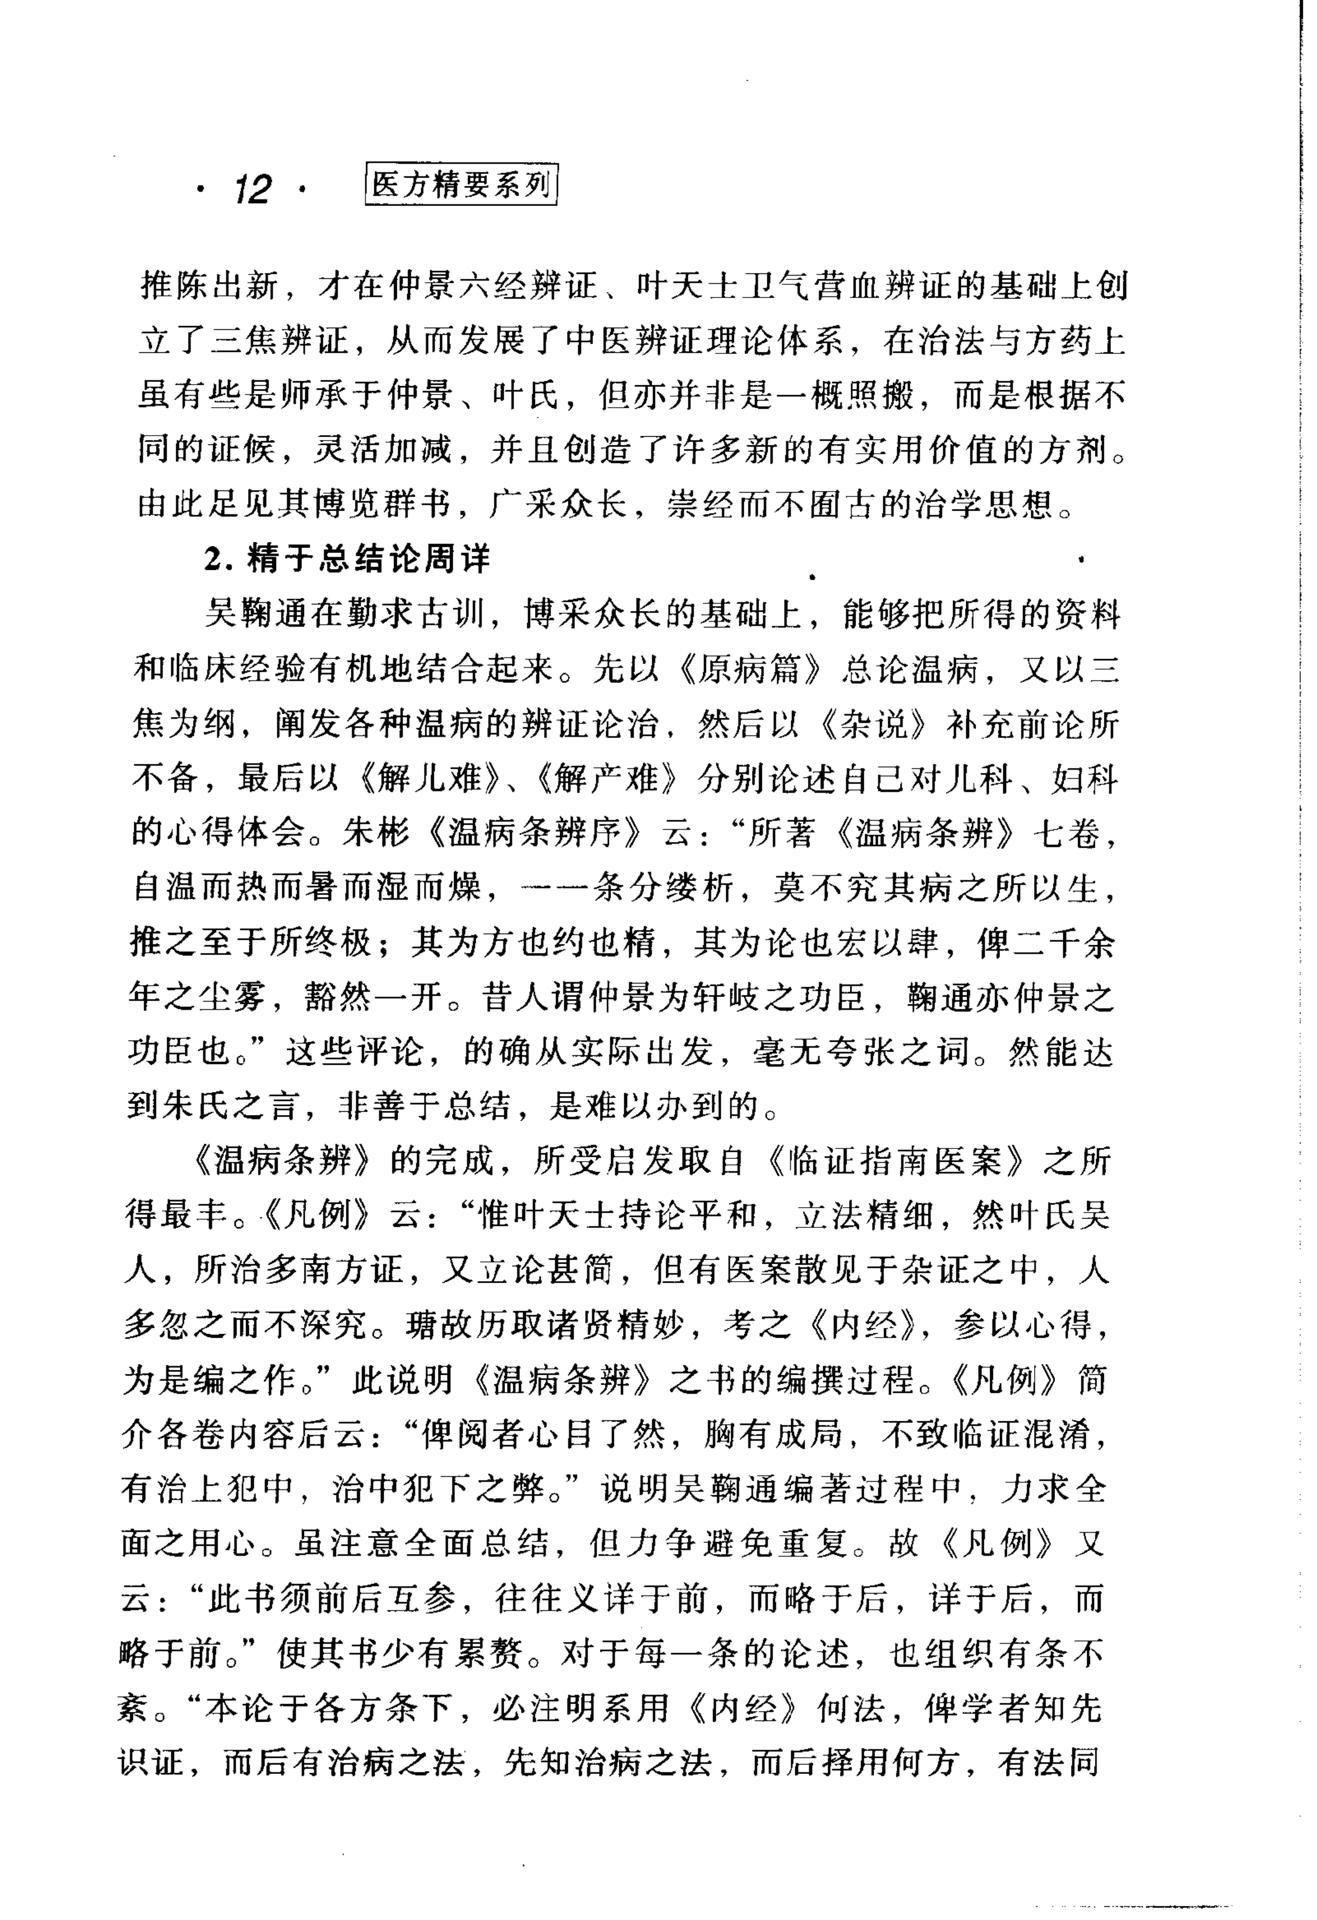 · 12 · 医方精要系列
推陈出新，才在仲景六经辨证、叶天士卫气营血辨证的基础上创
立了三焦辨证，从而发展了中医辨证理论体系，在治法与方药上
虽有些是师承于仲景、叶氏，但亦并非是一概照搬，而是根据不
同的证候，灵活加减，并且创造了许多新的有实用价值的方剂。
由此足见其博览群书，广采众长，崇经而不囿古的治学思想。
2. 精于总结论周详
吴鞠通在勤求古训，博采众长的基础上，能够把所得的资料
和临床经验有机地结合起来。先以《原病篇》总论温病，又以三
焦为纲，阐发各种温病的辨证论治，然后以《杂说》补充前论所
不备，最后以《解儿难》、《解产难》分别论述自己对儿科、妇科
的心得体会。朱彬《温病条辨序》云：“所著《温病条辨》七卷，
自温而热而暑而湿而燥，一一条分缕析，莫不究其病之所以生，
推之至于所终极；其为方也约也精，其为论也宏以肆，俾二千余
年之尘雾，豁然一开。昔人谓仲景为轩岐之功臣，鞠通亦仲景之
功臣也。”这些评论，的确从实际出发，毫无夸张之词。然能达
到朱氏之言，非善于总结，是难以办到的。
《温病条辨》的完成，所受启发取自《临证指南医案》之所
得最丰。《凡例》云：“惟叶天士持论平和，立法精细，然叶氏吴
人，所治多南方证，又立论甚简，但有医案散见于杂证之中，人
多忽之而不深究。瑭故历取诸贤精妙，考之《内经》，参以心得，
为是编之作。”此说明《温病条辨》之书的编撰过程。《凡例》简
介各卷内容后云：“俾阅者心目了然，胸有成局，不致临证混淆，
有治上犯中，治中犯下之弊。”说明吴鞠通编著过程中，力求全
面之用心。虽注意全面总结，但力争避免重复。故《凡例》又
云：“此书须前后互参，往往义详于前，而略于后，详于后，而
略于前。”使其书少有累赘。对于每一条的论述，也组织有条不
紊。“本论于各方条下，必注明系用《内经》何法，俾学者知先
识证，而后有治病之法，先知治病之法，而后择用何方，有法同